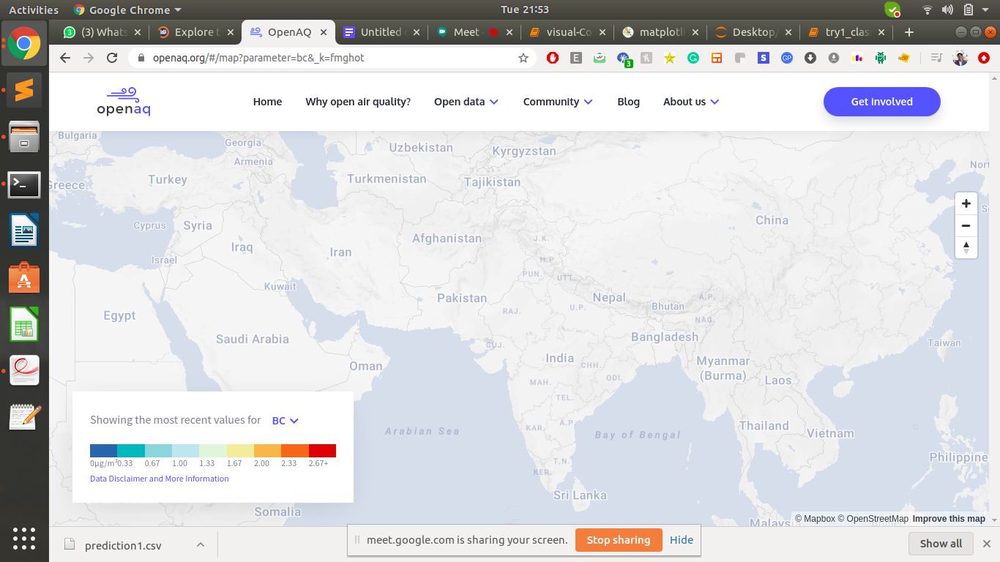 Activities Google Chrome Tue 21:53
(3) Whats Explore t OpenAQ Untitled Meet - visual-Co matplotli Desktop/ try1_clas
openaq.org/#/map?parameter=bc&_k=fmghot
E 3 S GP
openaq Home Why open air quality? Open data Community Blog About us Get involved
Bulgaria
Georgia
Uzbekistan
Kyrgyzstan
Armenia
Turkey
Turkmenistan
Tajikistan
Greece
Cyprus
Syria
China
Afghanistan
J.K.
Iraq
Iran
Israel
H.P.
PUN.
UTT.
Kuwait
Pakistan
Nepal
A.P.
Bhutan
U.P.
RAJ.
Egypt
NAG.
Bangladesh
Saudi Arabia
GUJ.
Taiwan
India
Oman
CHH.
Myanmar
(Burma)
ODI.
MAH.
Laos
TEL.
Thailand
KAR.
A.P.
Arabian Sea
Bay of Bengal
Vietnam
Philippine
T.N.
KER.
Sri Lanka
Somalia
Malaysia
Showing the most recent values for BC
0µg/m³ 0.33 0.67 1.00 1.33 1.67 2.00 2.33 2.67+
Data Disclaimer and More Information
© Mapbox © OpenStreetMap Improve this map
prediction1.csv
meet.google.com is sharing your screen. Stop sharing Hide
Show all